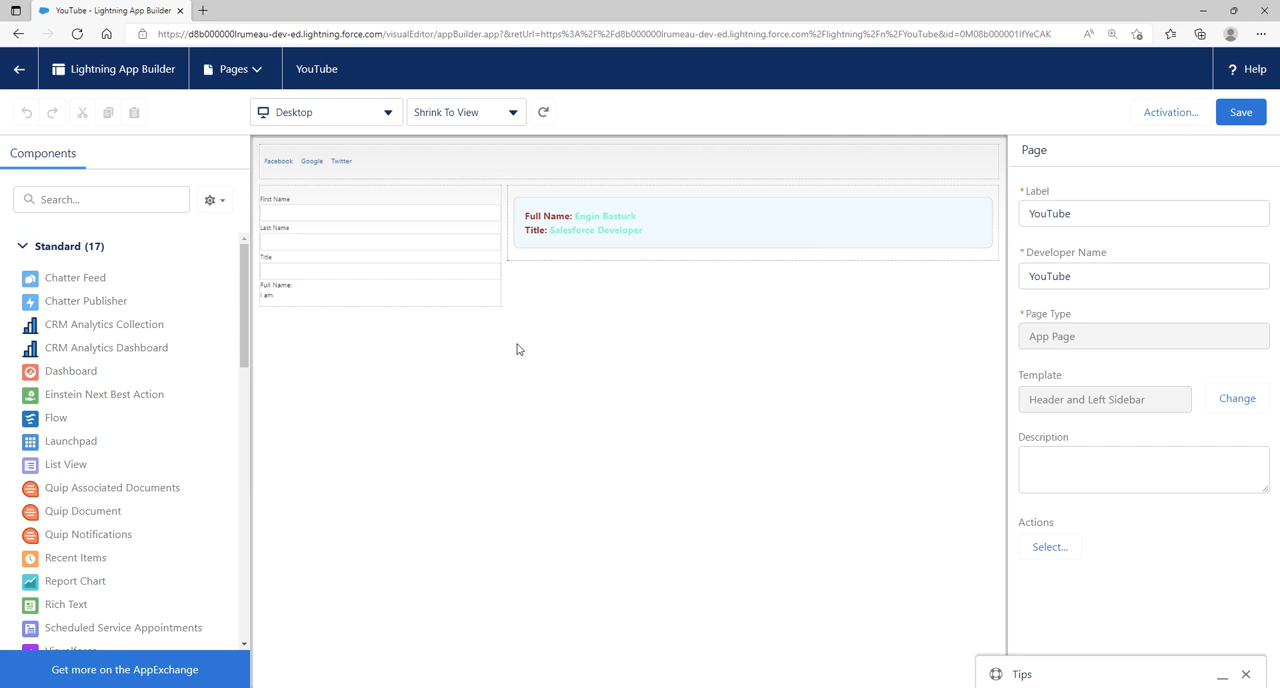 YouTube - Lightning App Builder
https://d8b000000lrumeau-dev-ed.lightning.force.com/visualEditor/appBuilder.app?&retUrl=https%3A%2F%2Fd8b000000lrumeau-dev-ed.lightning.force.com%2Flightning%2Fn%2FYouTube&id=0M08b000001lfYeCAK
Lightning App Builder
Pages
YouTube
? Help
Desktop
Shrink To View
Activation...
Save
Components
Search...
Standard (17)
Chatter Feed
Chatter Publisher
CRM Analytics Collection
CRM Analytics Dashboard
Dashboard
Einstein Next Best Action
Flow
Launchpad
List View
Quip Associated Documents
Quip Document
Quip Notifications
Recent Items
Report Chart
Rich Text
Scheduled Service Appointments
Visualforce
Get more on the AppExchange
Facebook Google Twitter
First Name
Last Name
Title
Full Name:
I am
Full Name: Engin Basturk
Title: Salesforce Developer
Page
* Label
YouTube
* Developer Name
YouTube
* Page Type
App Page
Template
Header and Left Sidebar
Change
Description
Actions
Select...
Tips